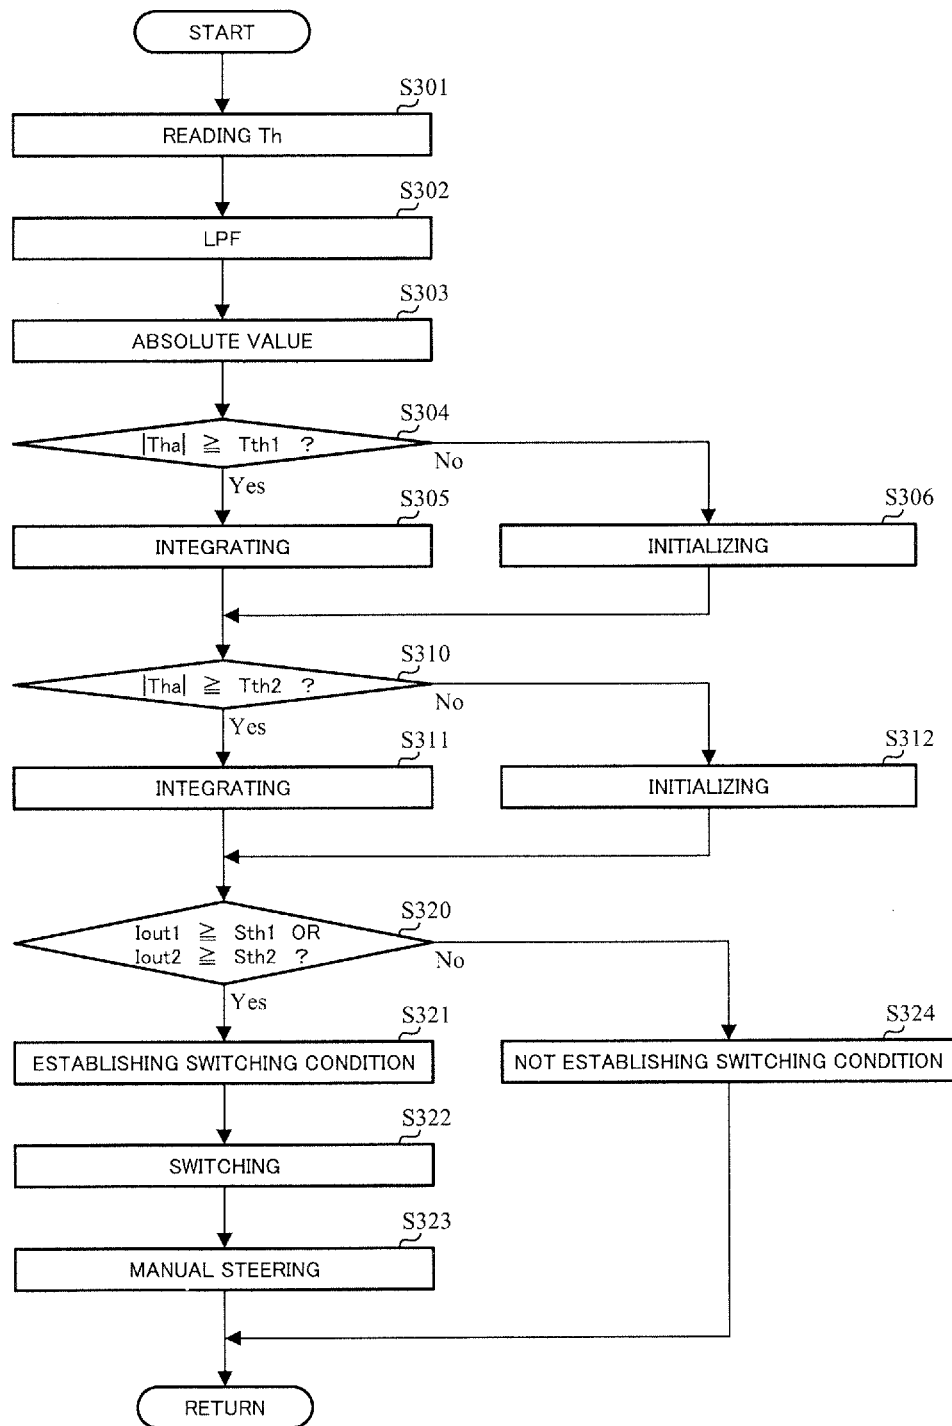 START
S301
READING Th
S302
LPF
S303
ABSOLUTE VALUE
S304
|Tha| ≧ Tth1 ?
No
Yes
S305
INTEGRATING
S306
INITIALIZING
S310
|Tha| ≧ Tth2 ?
No
Yes
S311
INTEGRATING
S312
INITIALIZING
S320
Iout1 ≧ Sth1 OR
Iout2 ≧ Sth2 ?
No
Yes
S321
ESTABLISHING SWITCHING CONDITION
S324
NOT ESTABLISHING SWITCHING CONDITION
S322
SWITCHING
S323
MANUAL STEERING
RETURN